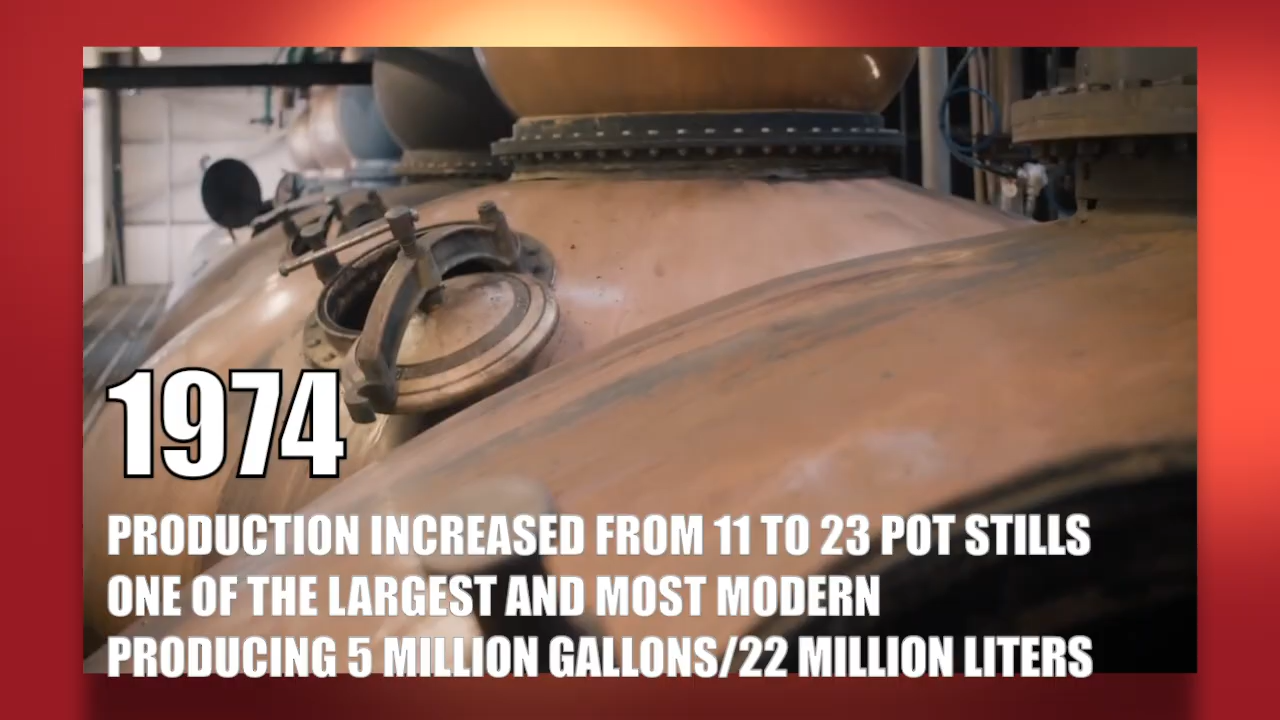 1974
PRODUCTION INCREASED FROM 11 TO 23 POT STILLS
ONE OF THE LARGEST AND MOST MODERN
PRODUCING 5 MILLION GALLONS/22 MILLION LITERS